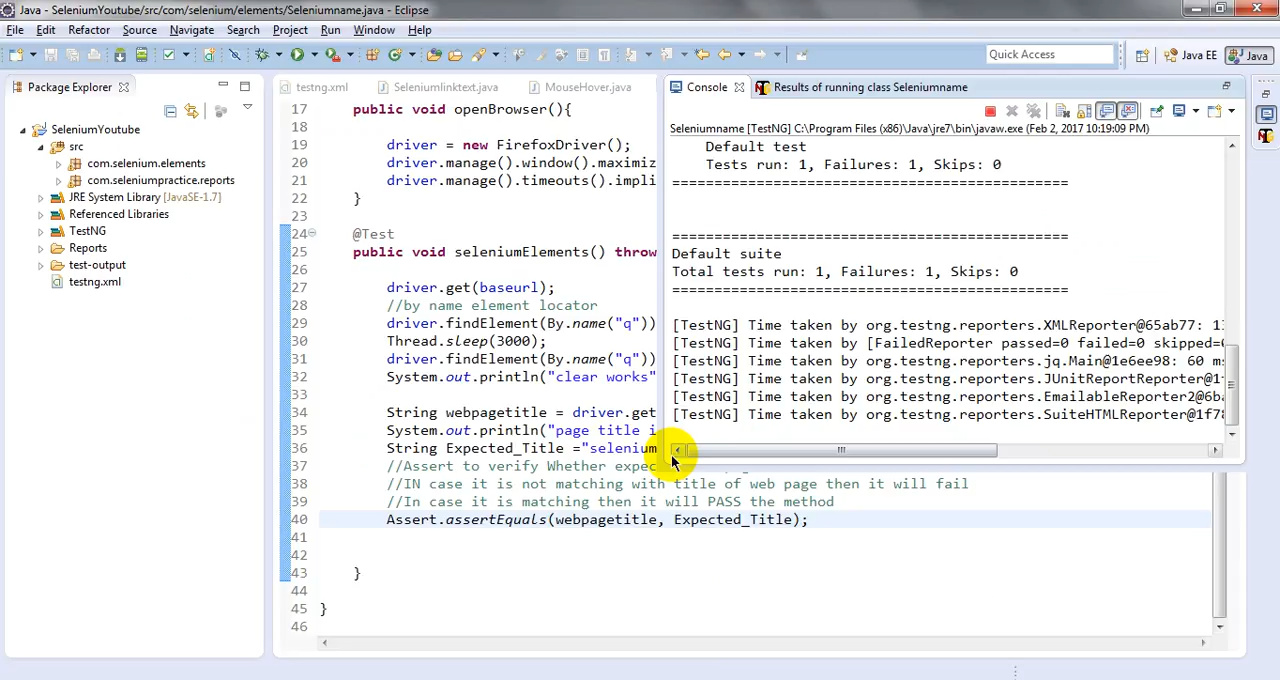 Java - SeleniumYoutube/src/com/selenium/elements/Seleniumname.java - Eclipse
File Edit Refactor Source Navigate Search Project Run Window Help
Quick Access
Java EE
Java
Package Explorer
SeleniumYoutube
src
com.selenium.elements
com.seleniumpractice.reports
JRE System Library [JavaSE-1.7]
Referenced Libraries
TestNG
Reports
test-output
testng.xml
testng.xml Seleniumlinktext.java MouseHover.java
17 public void openBrowser(){
18
19 driver = new FirefoxDriver();
20 driver.manage().window().maximiz
21 driver.manage().timeouts().impli
22 }
23
24 @Test
25 public void seleniumElements() throw
26
27 driver.get(baseurl);
28 //by name element locator
29 driver.findElement(By.name("q"))
30 Thread.sleep(3000);
31 driver.findElement(By.name("q"))
32 System.out.println("clear works"
33
34 String webpagetitle = driver.get
35 System.out.println("page title i
36 String Expected_Title ="selenium
37 //Assert to verify Whether expec
38 //IN case it is not matching with title of web page then it will fail
39 //In case it is matching then it will PASS the method
40 Assert.assertEquals(webpagetitle, Expected_Title);
41
42
43 }
44
45 }
46
Console Results of running class Seleniumname
Seleniumname [TestNG] C:\Program Files (x86)\Java\jre7\bin\javaw.exe (Feb 2, 2017 10:19:09 PM)
Default test
Tests run: 1, Failures: 1, Skips: 0
===============================================
===============================================
Default suite
Total tests run: 1, Failures: 1, Skips: 0
===============================================
[TestNG] Time taken by org.testng.reporters.XMLReporter@65ab77: 1
[TestNG] Time taken by [FailedReporter passed=0 failed=0 skipped=
[TestNG] Time taken by org.testng.reporters.jq.Main@1e6ee98: 60 ms
[TestNG] Time taken by org.testng.reporters.JUnitReportReporter@1
[TestNG] Time taken by org.testng.reporters.EmailableReporter2@6b
[TestNG] Time taken by org.testng.reporters.SuiteHTMLReporter@1f78